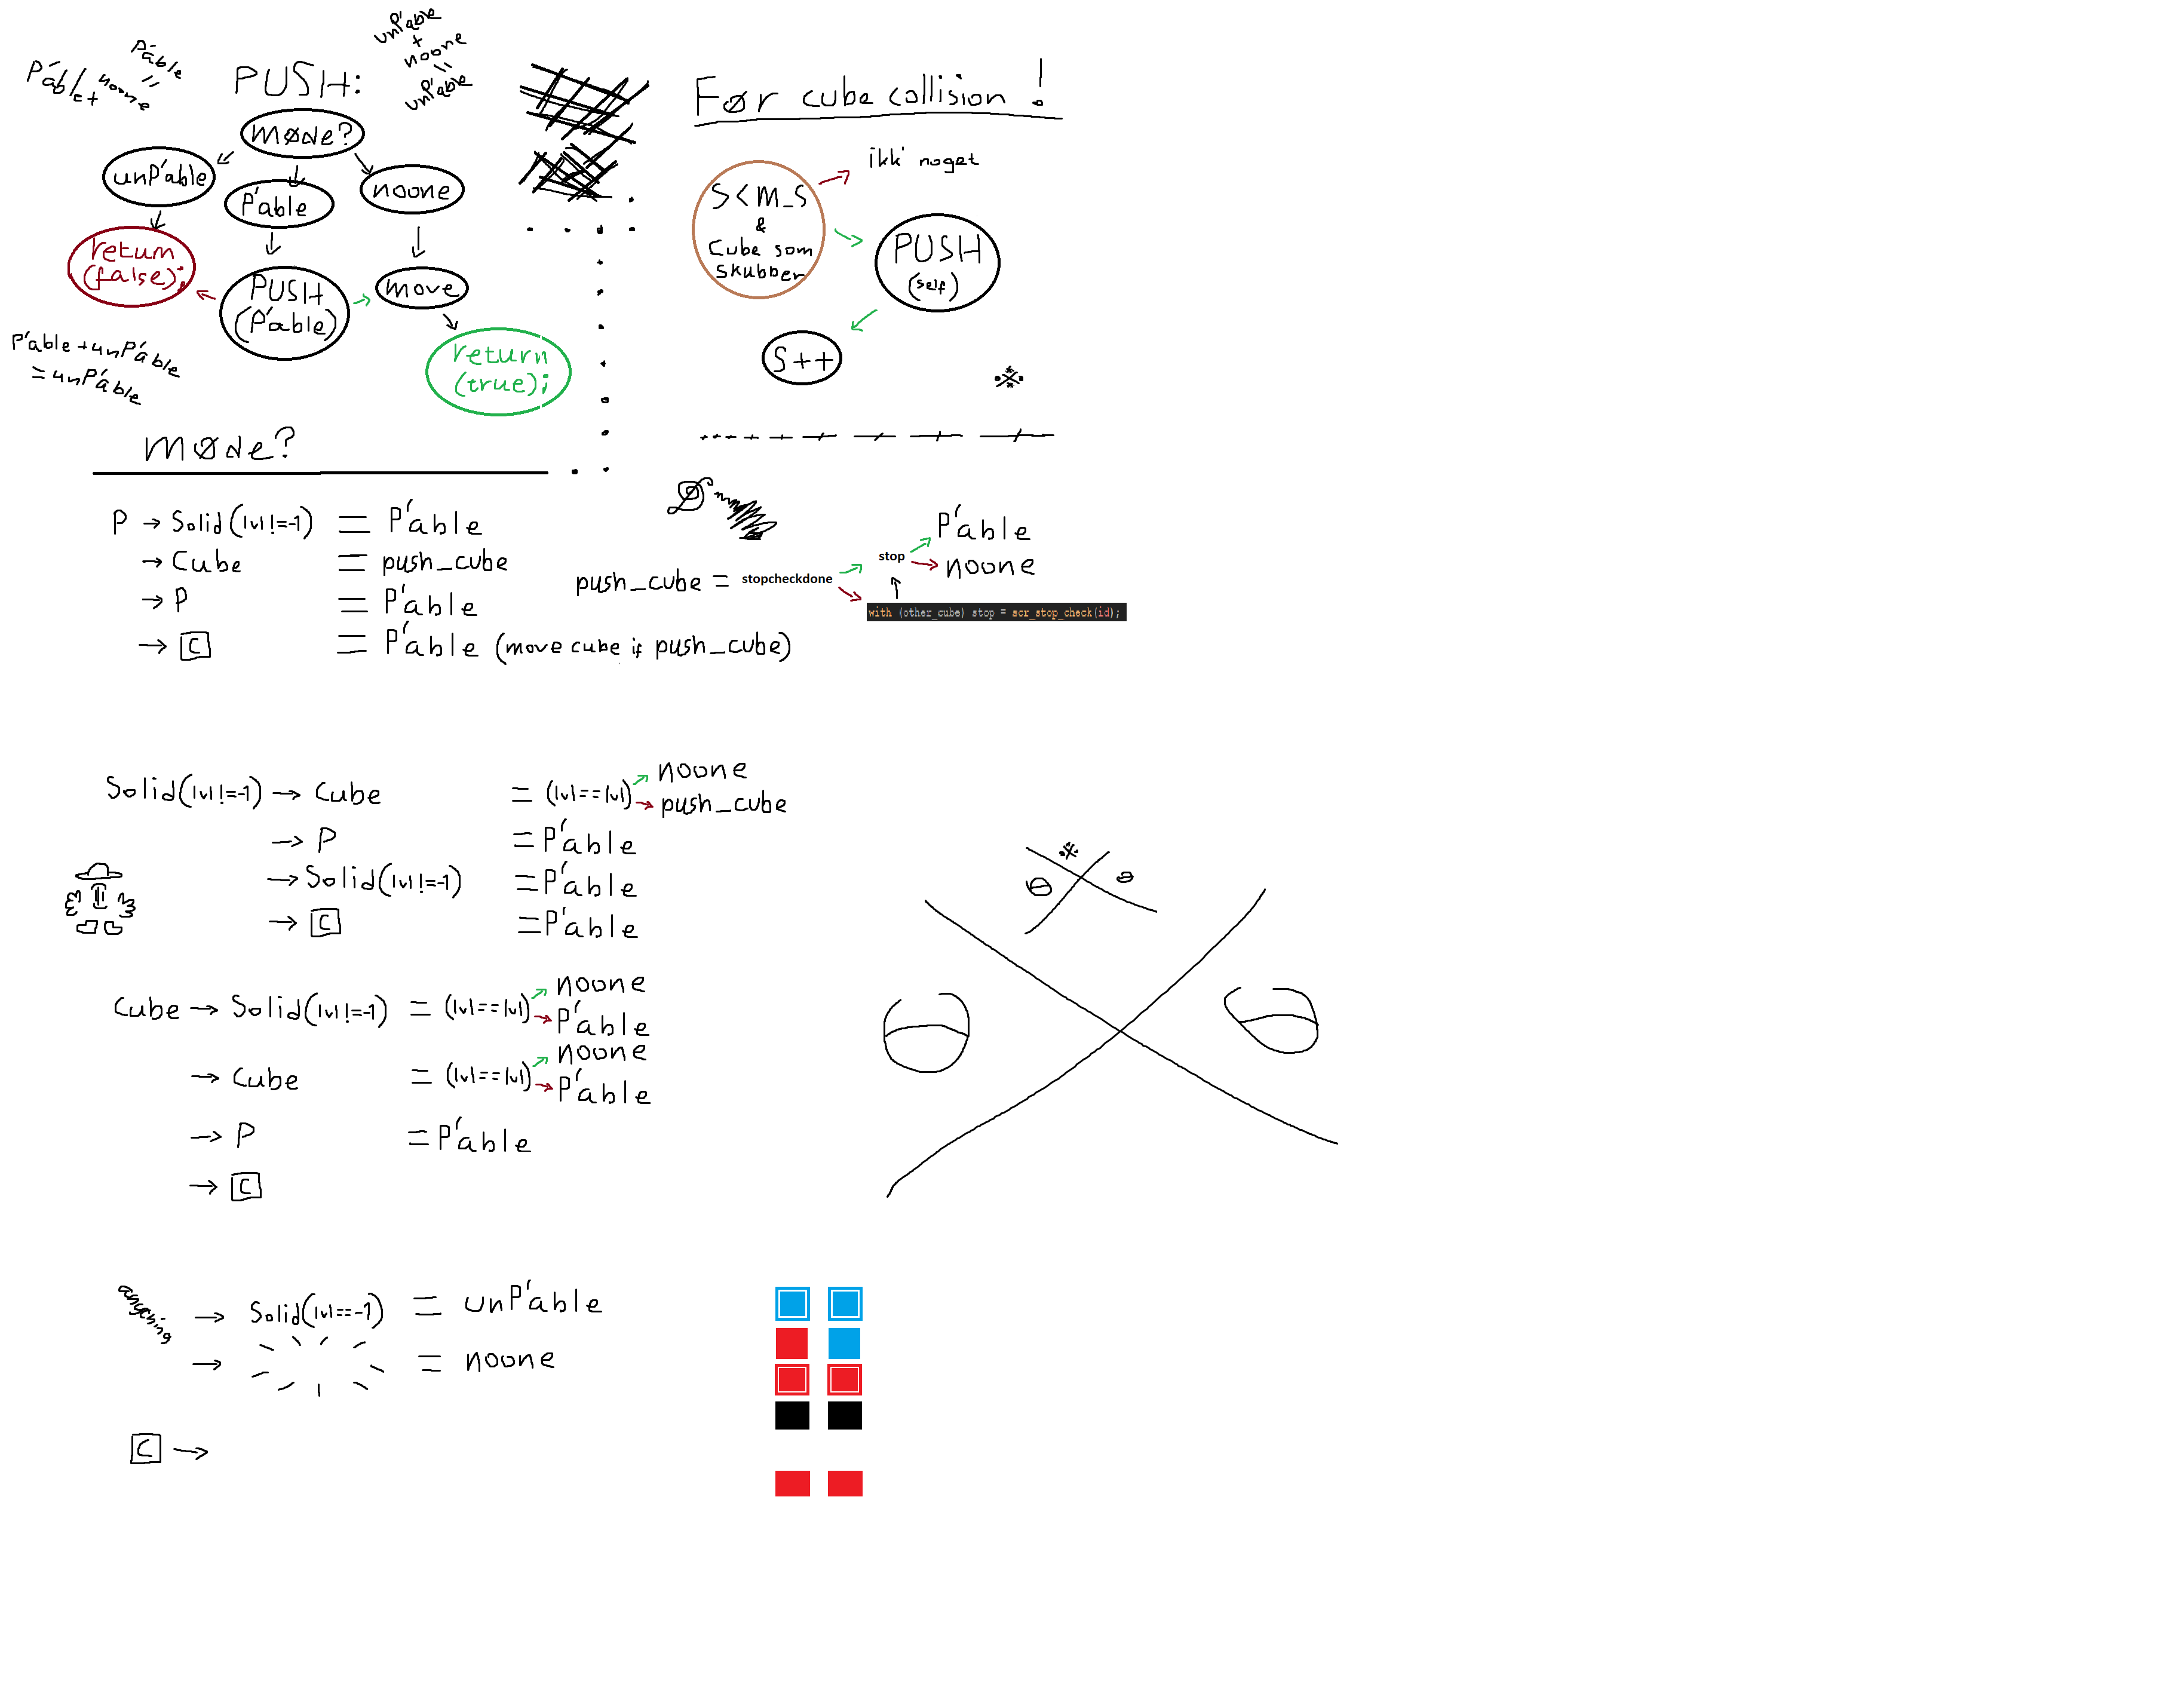 P'able + noone = P'able
PUSH:
unP'able + noone = unP'able
møde?
unP'able
P'able
noone
return (false);
PUSH (P'able)
move
return (true);
P'able + unP'able = unP'able
Før cube collision!
S < M_S & Cube som skubber
ikk' noget
PUSH (self)
S++
møde?
P → Solid(lvl!=-1) = P'able
→ Cube = push_cube
→ P = P'able
→ C = P'able (move cube if push_cube)
push_cube = stopcheckdone
stop
P'able
noone
with (other_cube) stop = scr_stop_check(id);
Solid(lvl!=-1) → Cube = (lvl==lvl) noone
push_cube
→ P = P'able
→ Solid(lvl!=-1) = P'able
→ C = P'able
Cube → Solid(lvl!=-1) = (lvl==lvl) noone
P'able
→ Cube = (lvl==lvl) noone
P'able
→ P = P'able
→ C
→ Solid(lvl==-1) = unP'able
→ = noone
C →